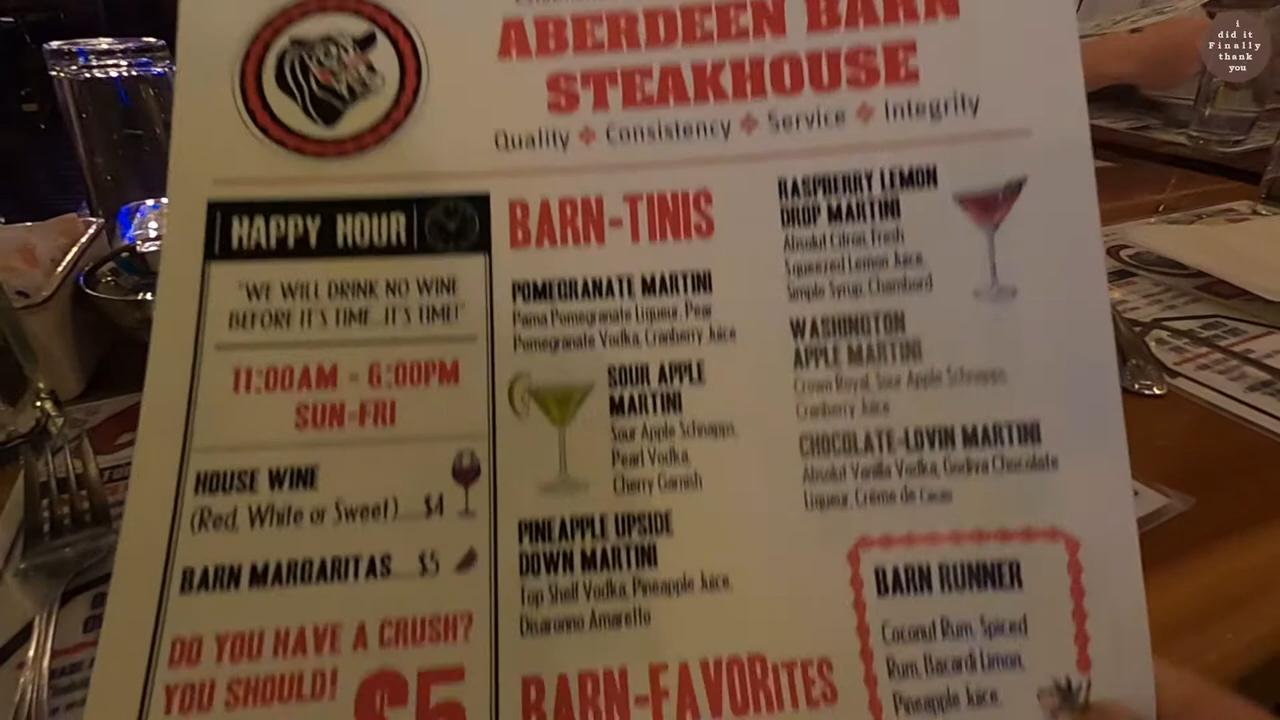 ABERDEEN BARN
STEAKHOUSE
Quality Consistency Service Integrity
HAPPY HOUR
"WE WILL DRINK NO WINE
BEFORE IT'S TIME...IT'S TIME!"
11:00AM - 6:00PM
SUN-FRI
HOUSE WINE
(Red, White or Sweet)....$4
BARN MARGARITAS....$5
DO YOU HAVE A CRUSH?
YOU SHOULD!
$5
BARN-TINIS
POMEGRANATE MARTINI
Pama Pomegranate Liqueur, Pear
Pomegranate Vodka, Cranberry Juice
SOUR APPLE
MARTINI
Sour Apple Schnapps,
Pearl Vodka,
Cherry Garnish
PINEAPPLE UPSIDE
DOWN MARTINI
Top Shelf Vodka, Pineapple Juice,
Disaronno Amaretto
BARN-FAVORITES
RASPBERRY LEMON
DROP MARTINI
Absolut Citron, Fresh
Squeezed Lemon Juice,
Simple Syrup, Chambord
WASHINGTON
APPLE MARTINI
Crown Royal, Sour Apple Schnapps,
Cranberry Juice
CHOCOLATE-LOVIN MARTINI
Absolut Vanilla Vodka, Godiva Chocolate
Liqueur, Crème de Cacao
BARN RUNNER
Coconut Rum, Spiced
Rum, Bacardi Limon,
Pineapple Juice,
i
did it
Finally
thank
you